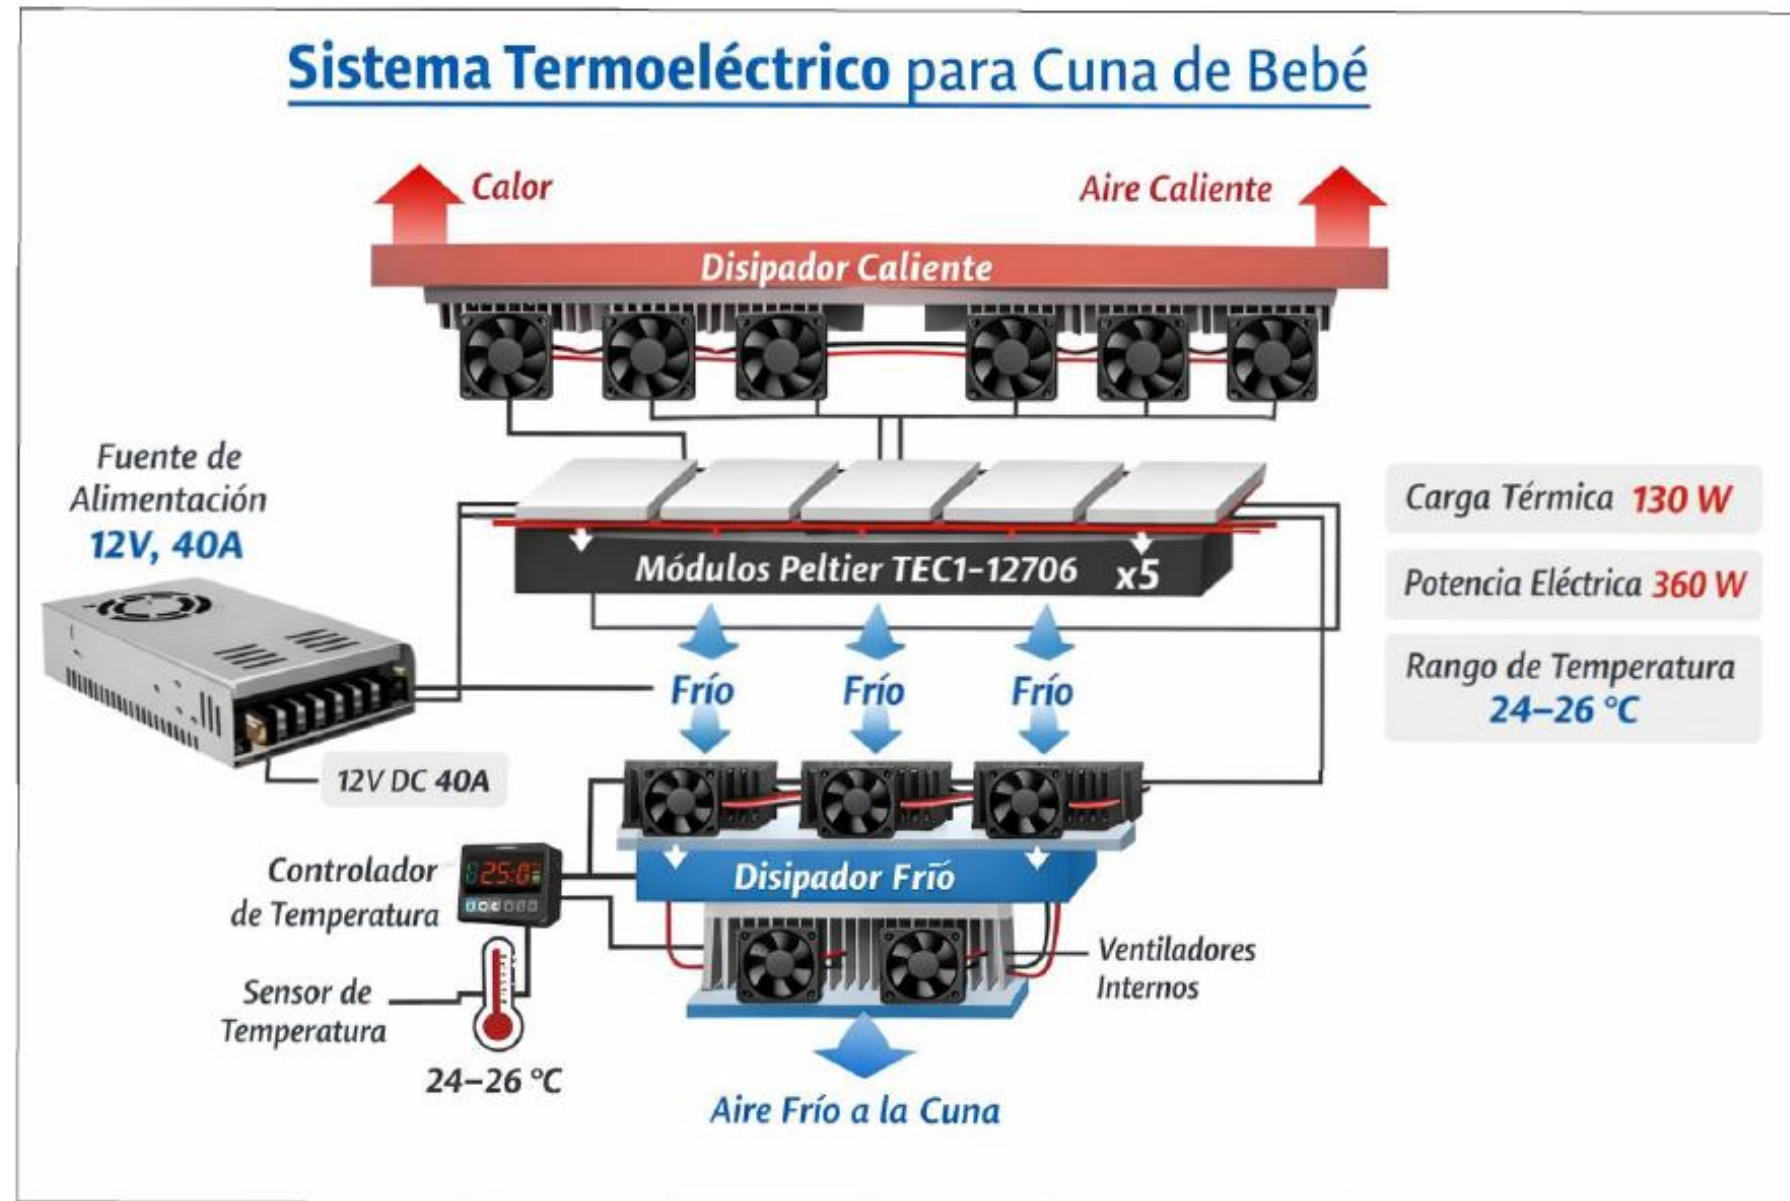 Sistema Termoeléctrico para Cuna de Bebé
Calor
Aire Caliente
Disipador Caliente
Fuente de
Alimentación
12V, 40A
Módulos Peltier TEC1-12706 x5
Carga Térmica 130 W
Potencia Eléctrica 360 W
Rango de Temperatura
24–26 °C
Frío
Frío
Frío
12V DC 40A
Controlador
de Temperatura
25:0
Disipador Frío
Sensor de
Temperatura
24–26 °C
Ventiladores
Internos
Aire Frío a la Cuna